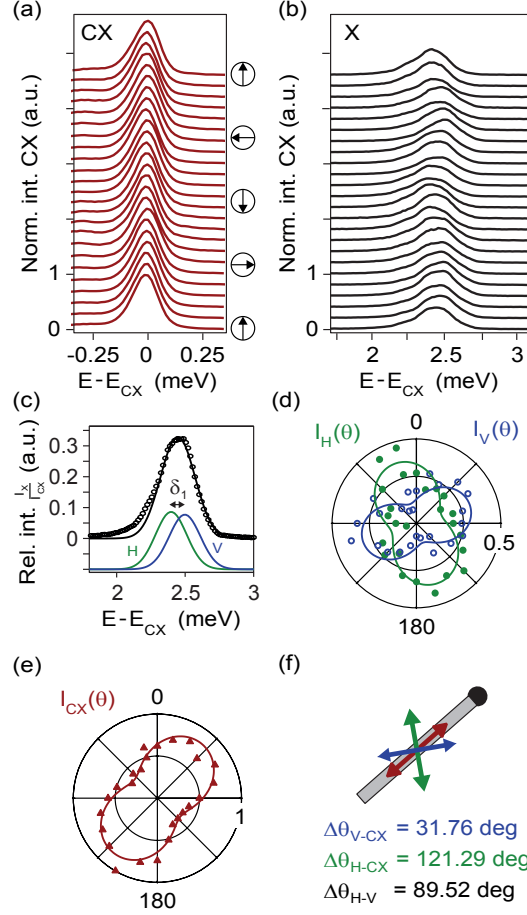 (a)
CX
Norm. int. CX (a.u.)
1
0
-0.25
0
0.25
E-E_CX (meV)
(b)
X
Norm. int. CX (a.u.)
1
0
2
2.5
3
E-E_CX (meV)
(c)
Rel. int. I_X/I_CX (a.u.)
0.3
0.2
0.1
0
δ₁
H
V
2
2.5
3
E-E_CX (meV)
(d)
I_H(θ)
0
I_V(θ)
0.5
180
(e)
I_CX(θ)
0
1
180
(f)
Δθ_V-CX = 31.76 deg
Δθ_H-CX = 121.29 deg
Δθ_H-V = 89.52 deg